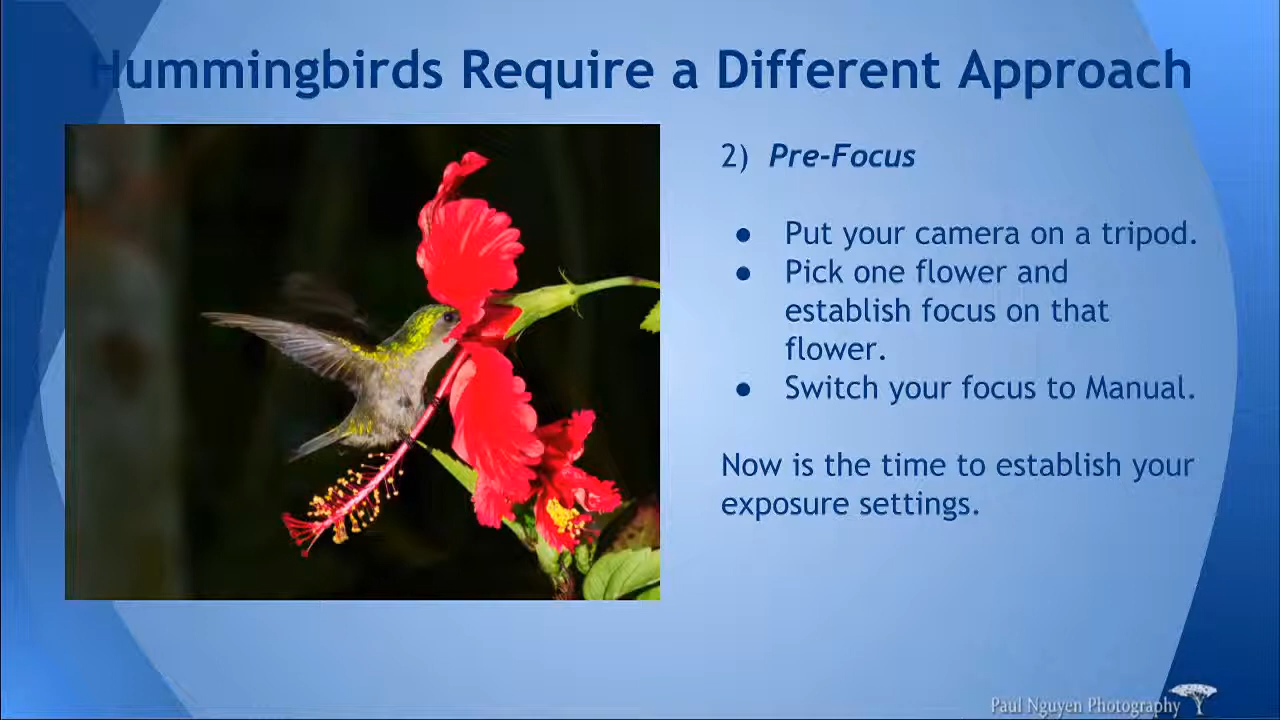 Hummingbirds Require a Different Approach
2) Pre-Focus
● Put your camera on a tripod.
● Pick one flower and
establish focus on that
flower.
● Switch your focus to Manual.
Now is the time to establish your
exposure settings.
Paul Nguyen Photography